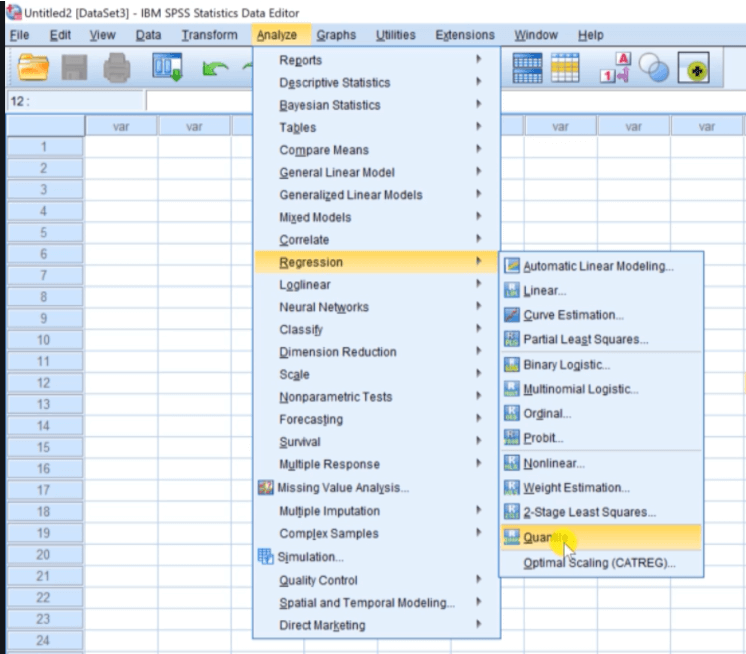 Untitled2 [DataSet3] - IBM SPSS Statistics Data Editor
File Edit View Data Transform Analyze Graphs Utilities Extensions Window Help
12 :
var var var var var
Reports
Descriptive Statistics
Bayesian Statistics
Tables
Compare Means
General Linear Model
Generalized Linear Models
Mixed Models
Correlate
Regression
Loglinear
Neural Networks
Classify
Dimension Reduction
Scale
Nonparametric Tests
Forecasting
Survival
Multiple Response
Missing Value Analysis...
Multiple Imputation
Complex Samples
Simulation...
Quality Control
Spatial and Temporal Modeling...
Direct Marketing
Automatic Linear Modeling...
Linear...
Curve Estimation...
Partial Least Squares...
Binary Logistic...
Multinomial Logistic...
Ordinal...
Probit...
Nonlinear...
Weight Estimation...
2-Stage Least Squares...
Optimal Scaling (CATREG)...
1
2
3
4
5
6
7
8
9
10
11
12
13
14
15
16
17
18
19
20
21
22
23
24